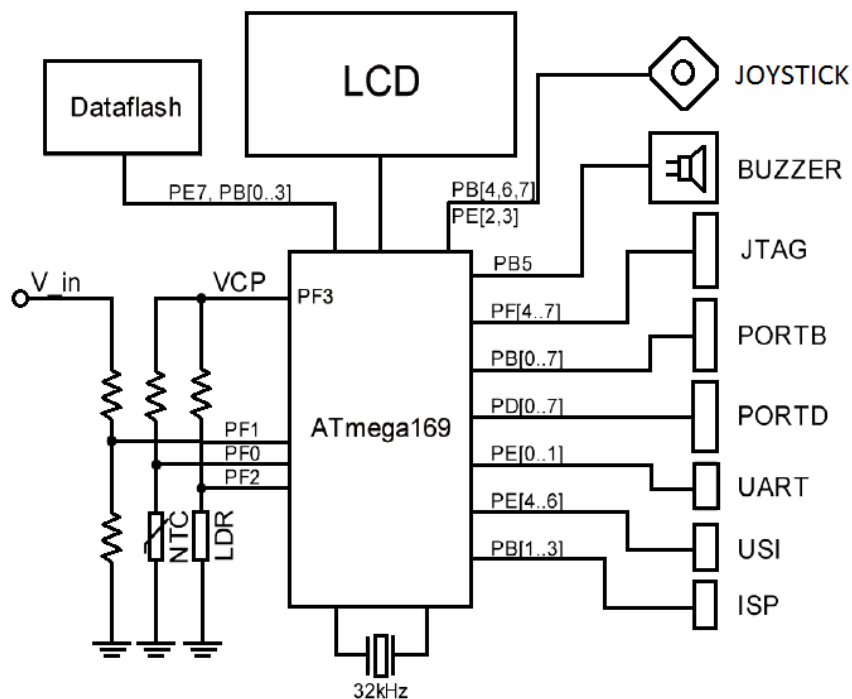 LCD
JOYSTICK
Dataflash
BUZZER
PE7, PB[0..3]
PB[4,6,7]
PE[2,3]
JTAG
PB5
V_in
VCP
PF3
PF[4..7]
PORTB
PB[0..7]
PD[0..7]
PORTD
PF1
ATmega169
PF0
PE[0..1]
PF2
UART
PE[4..6]
NTC
LDR
USI
PB[1..3]
ISP
32kHz